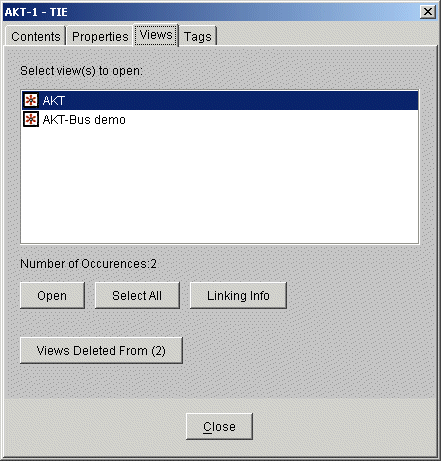 AKT-1 - TIE
Contents Properties Views Tags
Select view(s) to open:
AKT
AKT-Bus demo
Number of Occurences:2
Open Select All Linking Info
Views Deleted From (2)
Close